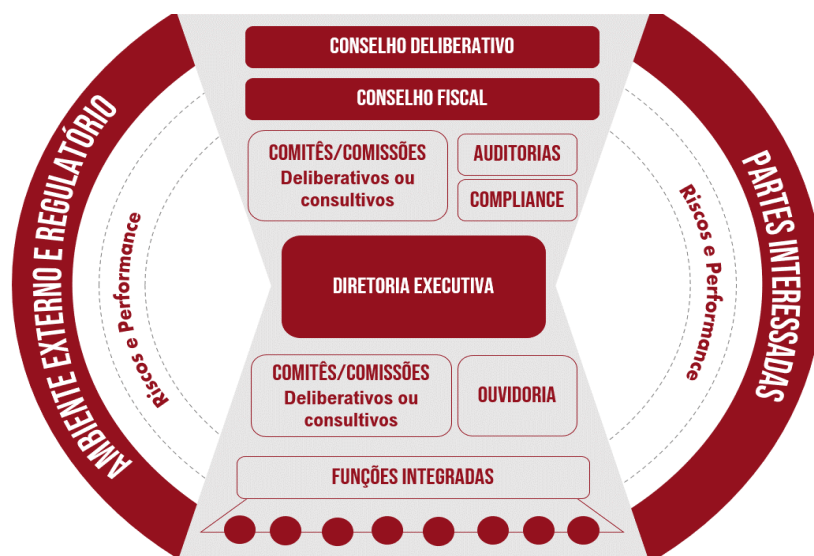 CONSELHO DELIBERATIVO
CONSELHO FISCAL
COMITÊS/COMISSÕES
Deliberativos ou
consultivos
AUDITORIAS
COMPLIANCE
DIRETORIA EXECUTIVA
COMITÊS/COMISSÕES
Deliberativos ou
consultivos
OUVIDORIA
FUNÇÕES INTEGRADAS
AMBIENTE EXTERNO E REGULATÓRIO
Riscos e Performance
Riscos e Performance
PARTES INTERESSADAS